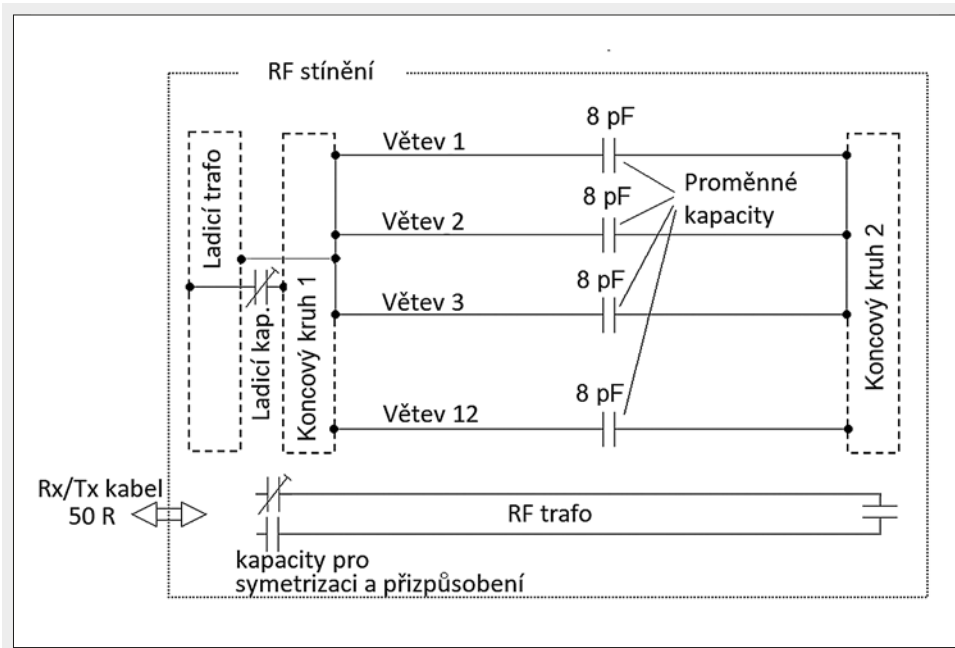 RF stínění
8 pF
Větev 1
Proměnné
kapacity
8 pF
Větev 2
Ladicí trafo
8 pF
Větev 3
Ladicí kap.
Koncový kruh 1
Koncový kruh 2
8 pF
Větev 12
Rx/Tx kabel
50 R
RF trafo
kapacity pro
symetrizaci a přizpůsobení